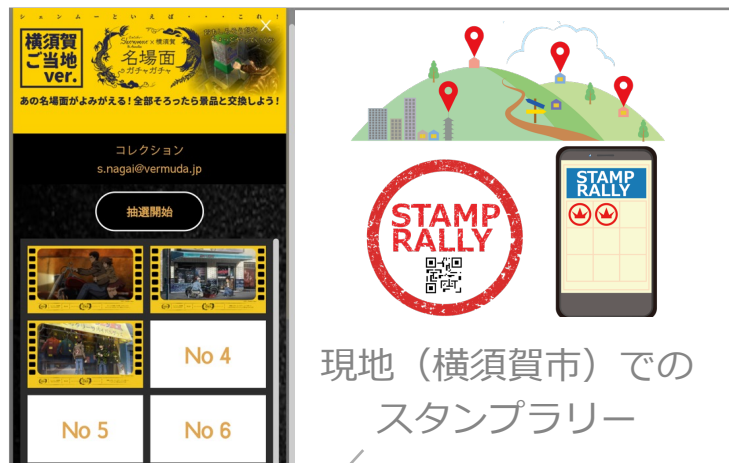 シェンムーといえば・・・これ!
横須賀
ご当地
ver.
Shenmue × 横須賀
名場面
ガチャガチャ
あの名場面がよみがえる!全部そろったら景品と交換しよう!
コレクション
s.nagai@vermuda.jp
抽選開始
No 4
No 5
No 6
STAMP
RALLY
STAMP
RALLY
現地（横須賀市）での
スタンプラリー